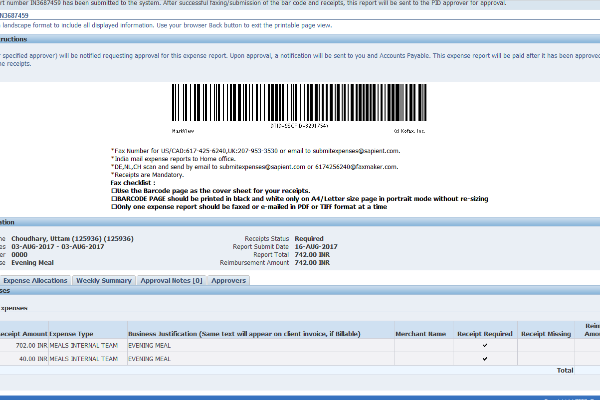 rt number IN3687459 has been submitted to the system. After successful faxing/submission of the bar code and receipts, this report will be sent to the PID approver for approval.
N3687459
landscape format to include all displayed information. Use your browser Back button to exit the printable page view.
tructions
r specified approver) will be notified requesting approval for this expense report. Upon approval, a notification will be sent to you and Accounts Payable. This expense report will be paid after it has been approved
ne receipts.
MarkView
(c) Kofax, Inc.
*Fax Number for US/CAD:617-425-6240,UK:207-953-3530 or email to submitexpenses@sapient.com.
*India mail expense reports to Home office.
*DE,NL,CH scan and send by email to submitexpenses@sapient.com or 6174256240@faxmaker.com.
*Receipts are Mandatory.
Fax checklist :
□Use the Barcode page as the cover sheet for your receipts.
□BARCODE PAGE should be printed in black and white only on A4/Letter size page in portrait mode without re-sizing
□Only one expense report should be faxed or e-mailed in PDF or TIFF format at a time
ation
ne Choudhary, Uttam (125936) (125936) Receipts Status Required
es 03-AUG-2017 - 03-AUG-2017 Report Submit Date 16-AUG-2017
er 0000 Report Total 742.00 INR
se Evening Meal Reimbursement Amount 742.00 INR
Expense Allocations Weekly Summary Approval Notes [0] Approvers
ses
xpenses
eceipt Amount Expense Type Business Justification (Same text will appear on client invoice, if Billable) Merchant Name Receipt Required Receipt Missing Reim Amou
702.00 INR MEALS INTERNAL TEAM EVENING MEAL ✔
40.00 INR MEALS INTERNAL TEAM EVENING MEAL ✔
Total